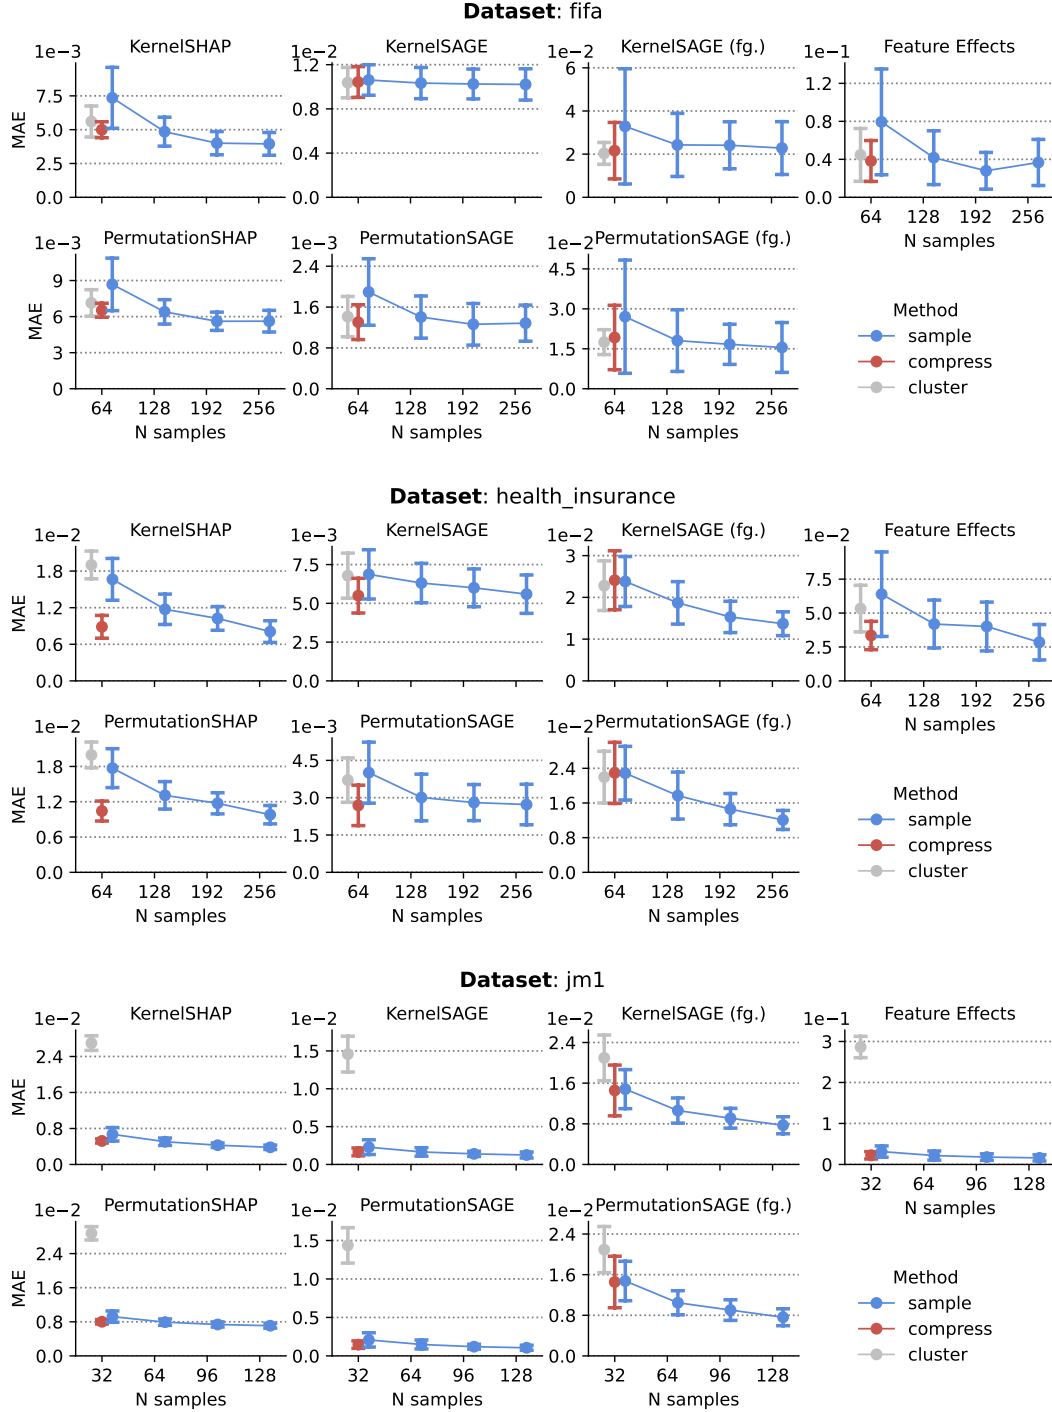 Dataset: fifa
1e−3 KernelSHAP 1e−2 KernelSAGE 1e−2 KernelSAGE (fg.) 1e−1 Feature Effects
MAE
7.5
5.0
2.5
0.0
1.2
0.8
0.4
0.0
6
4
2
0
1.2
0.8
0.4
0.0
64 128 192 256
N samples
1e−3 PermutationSHAP 1e−3 PermutationSAGE 1e−2 PermutationSAGE (fg.)
MAE
9
6
3
0
2.4
1.6
0.8
0.0
4.5
3.0
1.5
0.0
64 128 192 256 64 128 192 256 64 128 192 256
N samples N samples N samples
Method
sample
compress
cluster
Dataset: health_insurance
1e−2 KernelSHAP 1e−3 KernelSAGE 1e−2 KernelSAGE (fg.) 1e−2 Feature Effects
MAE
1.8
1.2
0.6
0.0
7.5
5.0
2.5
0.0
3
2
1
0
7.5
5.0
2.5
0.0
64 128 192 256
N samples
1e−2 PermutationSHAP 1e−3 PermutationSAGE 1e−2 PermutationSAGE (fg.)
MAE
1.8
1.2
0.6
0.0
4.5
3.0
1.5
0.0
2.4
1.6
0.8
0.0
64 128 192 256 64 128 192 256 64 128 192 256
N samples N samples N samples
Method
sample
compress
cluster
Dataset: jm1
1e−2 KernelSHAP 1e−2 KernelSAGE 1e−2 KernelSAGE (fg.) 1e−1 Feature Effects
MAE
2.4
1.6
0.8
0.0
1.5
1.0
0.5
0.0
2.4
1.6
0.8
0.0
3
2
1
0
32 64 96 128
N samples
1e−2 PermutationSHAP 1e−2 PermutationSAGE 1e−2 PermutationSAGE (fg.)
MAE
2.4
1.6
0.8
0.0
1.5
1.0
0.5
0.0
2.4
1.6
0.8
0.0
32 64 96 128 32 64 96 128 32 64 96 128
N samples N samples N samples
Method
sample
compress
cluster